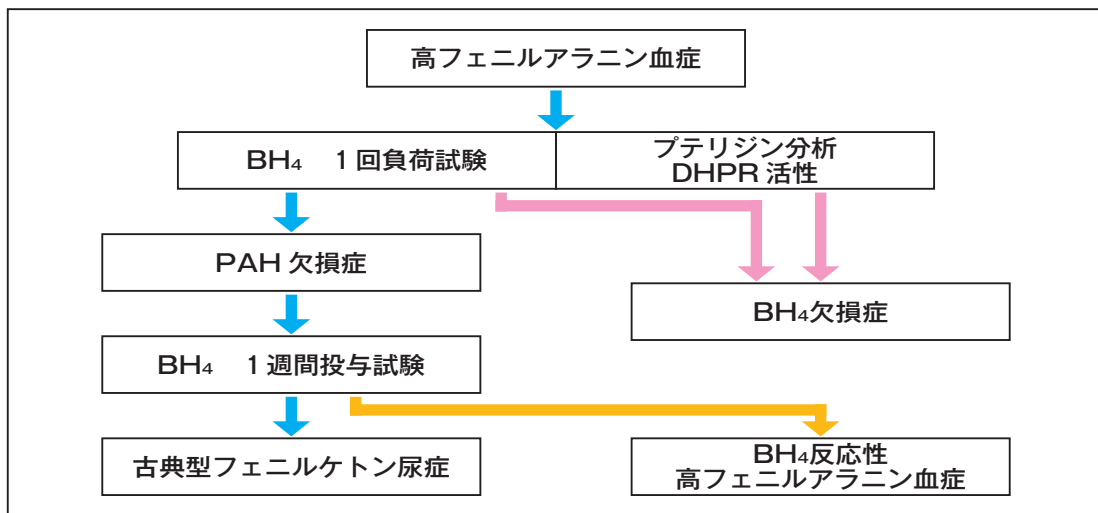 高フェニルアラニン血症
BH₄　1回負荷試験
プテリジン分析
DHPR 活性
PAH 欠損症
BH₄欠損症
BH₄　1週間投与試験
古典型フェニルケトン尿症
BH₄反応性
高フェニルアラニン血症